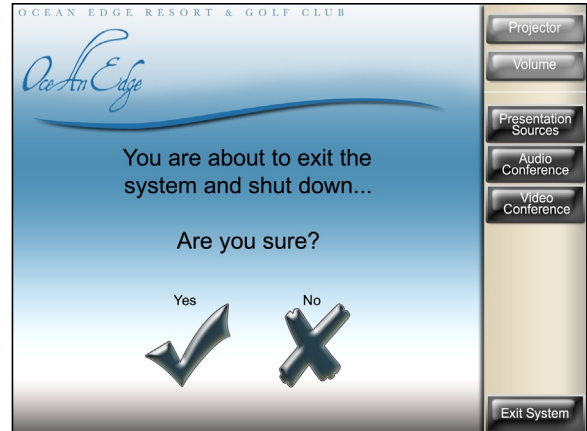 OCEAN EDGE RESORT & GOLF CLUB
OceAn Edge
You are about to exit the
system and shut down...
Are you sure?
Yes
No
Projector
Volume
Presentation
Sources
Audio
Conference
Video
Conference
Exit System